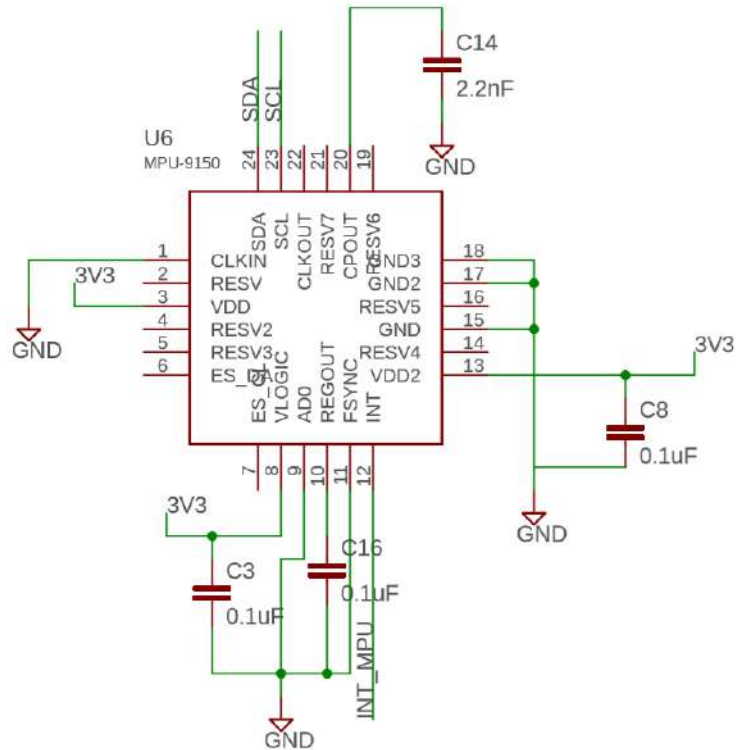 C14
2.2nF
GND
SDA
SCL
U6
MPU-9150
24
23
22
21
20
19
SDA
SCL
CLKOUT
RESV7
CPOUT
RESV6
1
CLKIN
GND3
18
2
RESV
GND2
17
3V3
3
VDD
RESV5
16
4
RESV2
GND
15
5
RESV3
RESV4
14
6
ES_DA
VDD2
13
GND
3V3
ES_CL
VLOGIC
AD0
REGOUT
FSYNC
INT
7
8
9
10
11
12
C8
0.1uF
GND
3V3
C3
0.1uF
C16
0.1uF
INT_MPU
GND